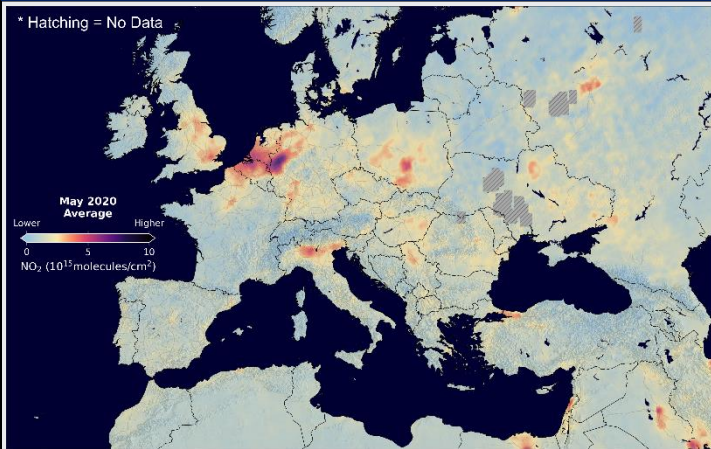 * Hatching = No Data
May 2020
Average
Lower Higher
0 5 10
NO₂ (10¹⁵molecules/cm²)